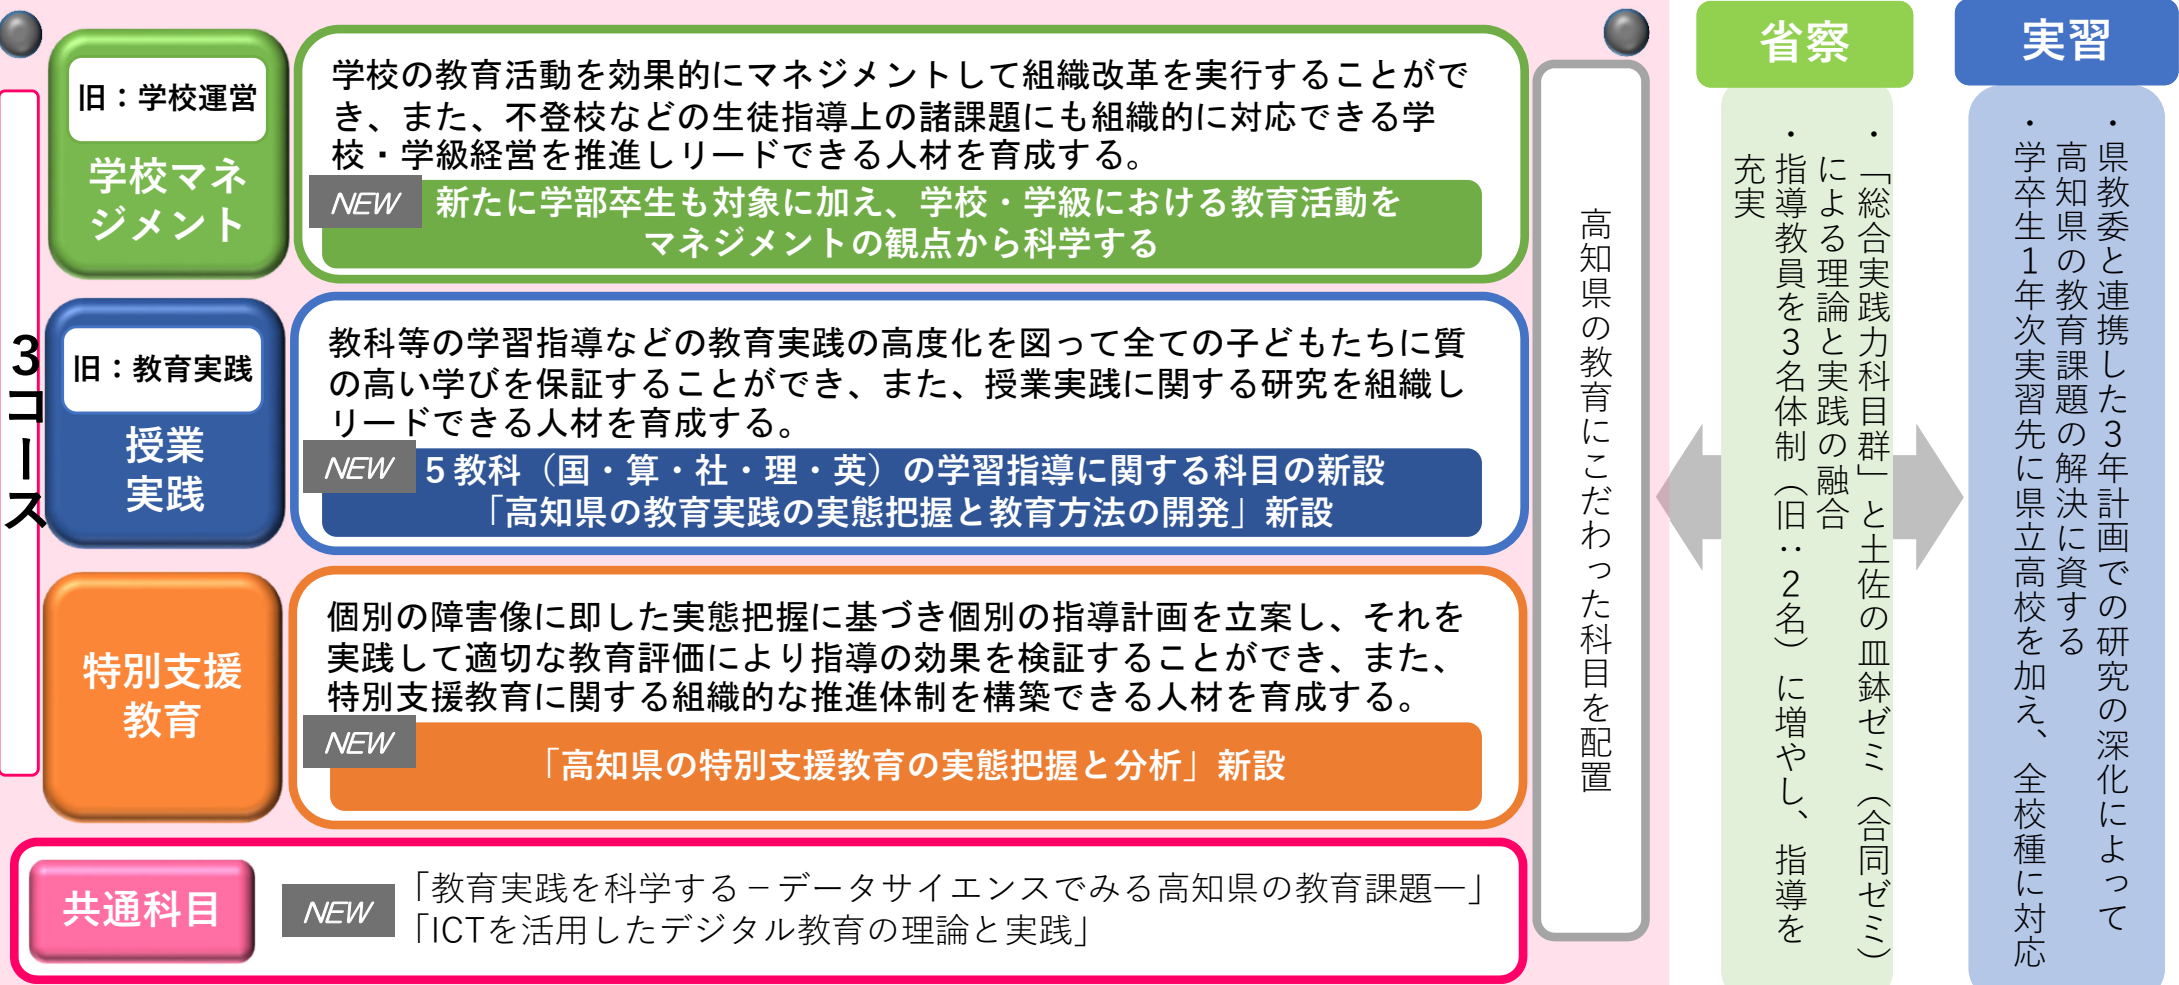 3コース
旧：学校運営
学校マネ
ジメント
学校の教育活動を効果的にマネジメントして組織改革を実行することがで
き、また、不登校などの生徒指導上の諸課題にも組織的に対応できる学
校・学級経営を推進しリードできる人材を育成する。
NEW
新たに学部卒生も対象に加え、学校・学級における教育活動を
マネジメントの観点から科学する
旧：教育実践
授業
実践
教科等の学習指導などの教育実践の高度化を図って全ての子どもたちに質
の高い学びを保証することができ、また、授業実践に関する研究を組織し
リードできる人材を育成する。
NEW
5教科（国・算・社・理・英）の学習指導に関する科目の新設
「高知県の教育実践の実態把握と教育方法の開発」新設
特別支援
教育
個別の障害像に即した実態把握に基づき個別の指導計画を立案し、それを
実践して適切な教育評価により指導の効果を検証することができ、また、
特別支援教育に関する組織的な推進体制を構築できる人材を育成する。
NEW
「高知県の特別支援教育の実態把握と分析」新設
共通科目
NEW
「教育実践を科学する－データサイエンスでみる高知県の教育課題―」
「ICTを活用したデジタル教育の理論と実践」
高知県の教育にこだわった科目を配置
省察
・「総合実践力科目群」と土佐の皿鉢ゼミ（合同ゼミ）
による理論と実践の融合
・指導教員を３名体制（旧：２名）に増やし、指導を
充実
実習
・県教委と連携した３年計画での研究の深化によって
高知県の教育課題の解決に資する
・学卒生１年次実習先に県立高校を加え、全校種に対応